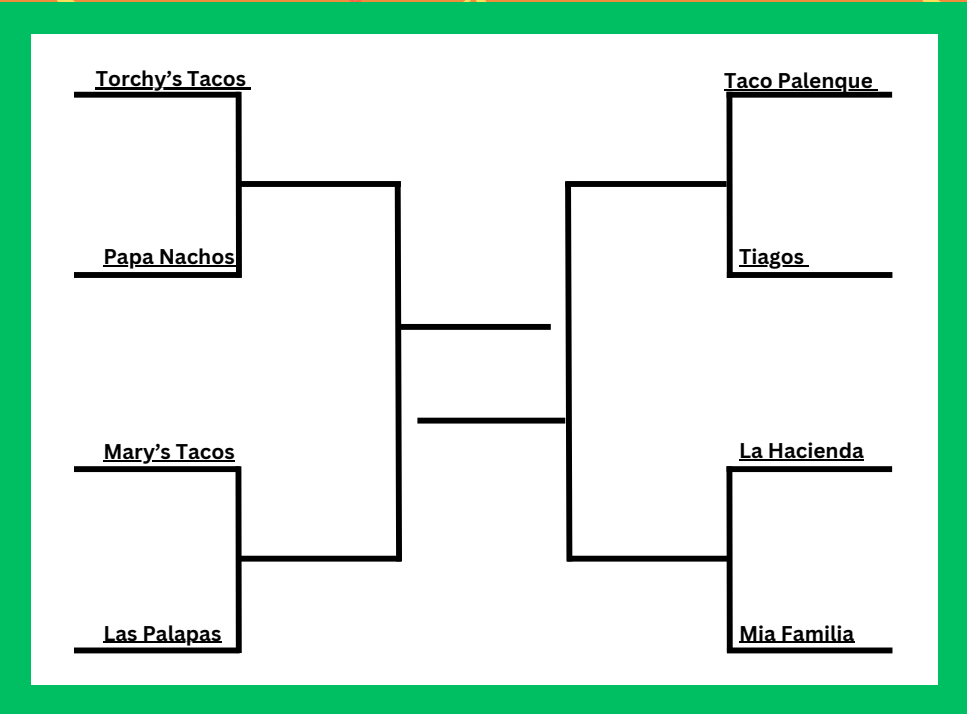 Torchy’s Tacos
Taco Palenque
Papa Nachos
Tiagos
Mary’s Tacos
La Hacienda
Las Palapas
Mia Familia